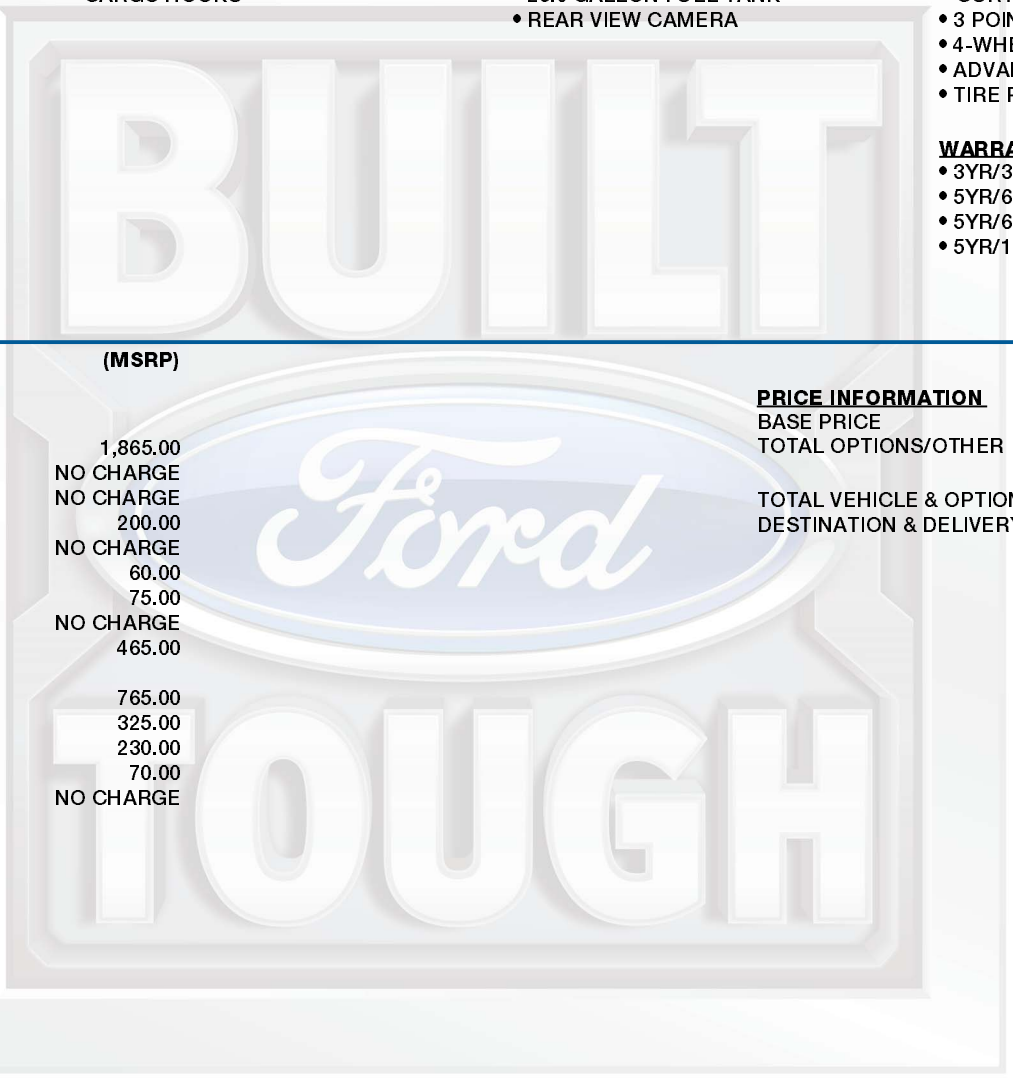 • REAR VIEW CAMERA
• 3 POIN
• 4-WHE
• ADVAN
• TIRE P
WARRA
• 3YR/3
• 5YR/6
• 5YR/6
• 5YR/1
BUILT
(MSRP)
1,865.00
NO CHARGE
NO CHARGE
200.00
NO CHARGE
60.00
75.00
NO CHARGE
465.00
765.00
325.00
230.00
70.00
NO CHARGE
PRICE INFORMATION
BASE PRICE
TOTAL OPTIONS/OTHER
TOTAL VEHICLE & OPTION
DESTINATION & DELIVERY
Ford
TOUGH